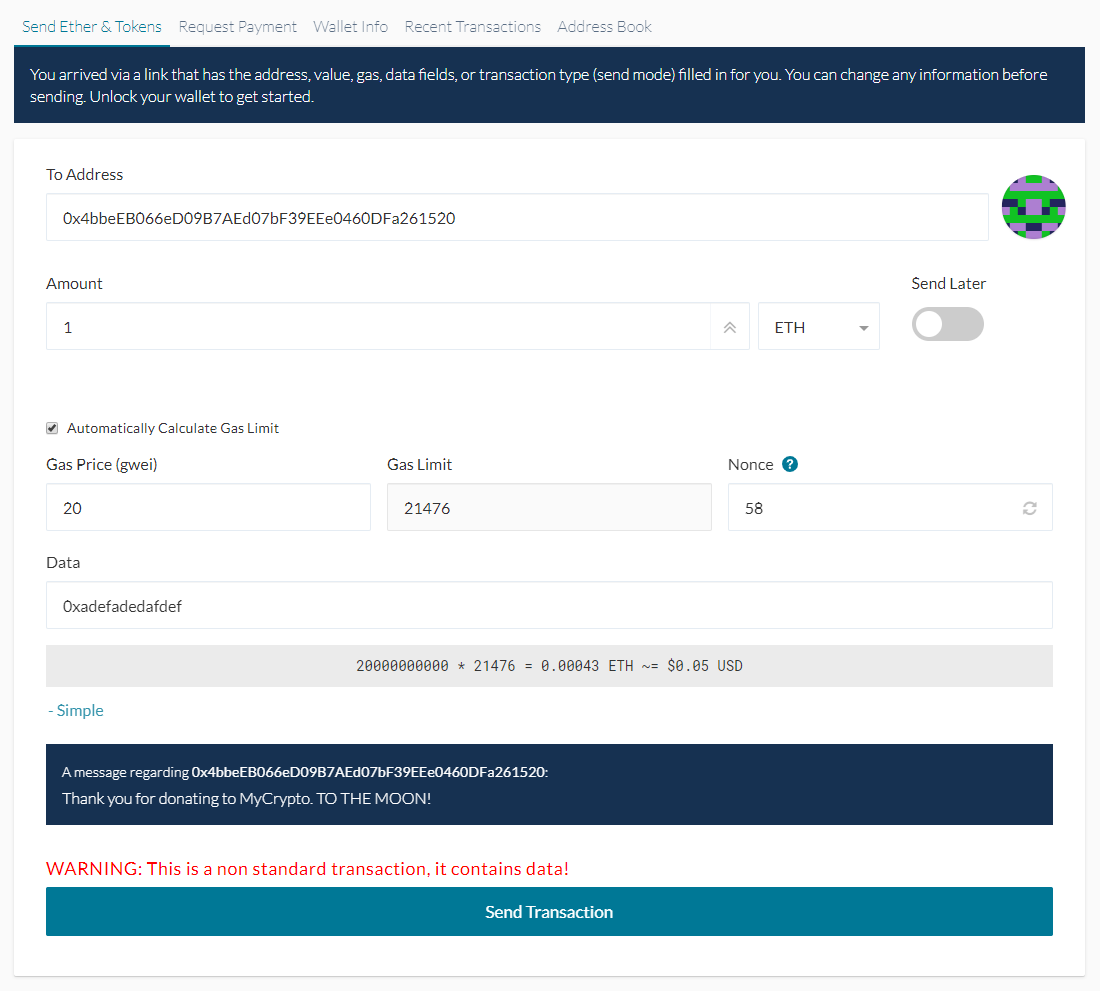 Send Ether & Tokens Request Payment Wallet Info Recent Transactions Address Book
You arrived via a link that has the address, value, gas, data fields, or transaction type (send mode) filled in for you. You can change any information before
sending. Unlock your wallet to get started.
To Address
0x4bbeEB066eD09B7AEd07bF39EEe0460DFa261520
Amount
Send Later
1
ETH
Automatically Calculate Gas Limit
Gas Price (gwei) Gas Limit Nonce ?
20 21476 58
Data
0xadefadedafdef
20000000000 * 21476 = 0.00043 ETH ~= $0.05 USD
- Simple
A message regarding 0x4bbeEB066eD09B7AEd07bF39EEe0460DFa261520:
Thank you for donating to MyCrypto. TO THE MOON!
WARNING: This is a non standard transaction, it contains data!
Send Transaction